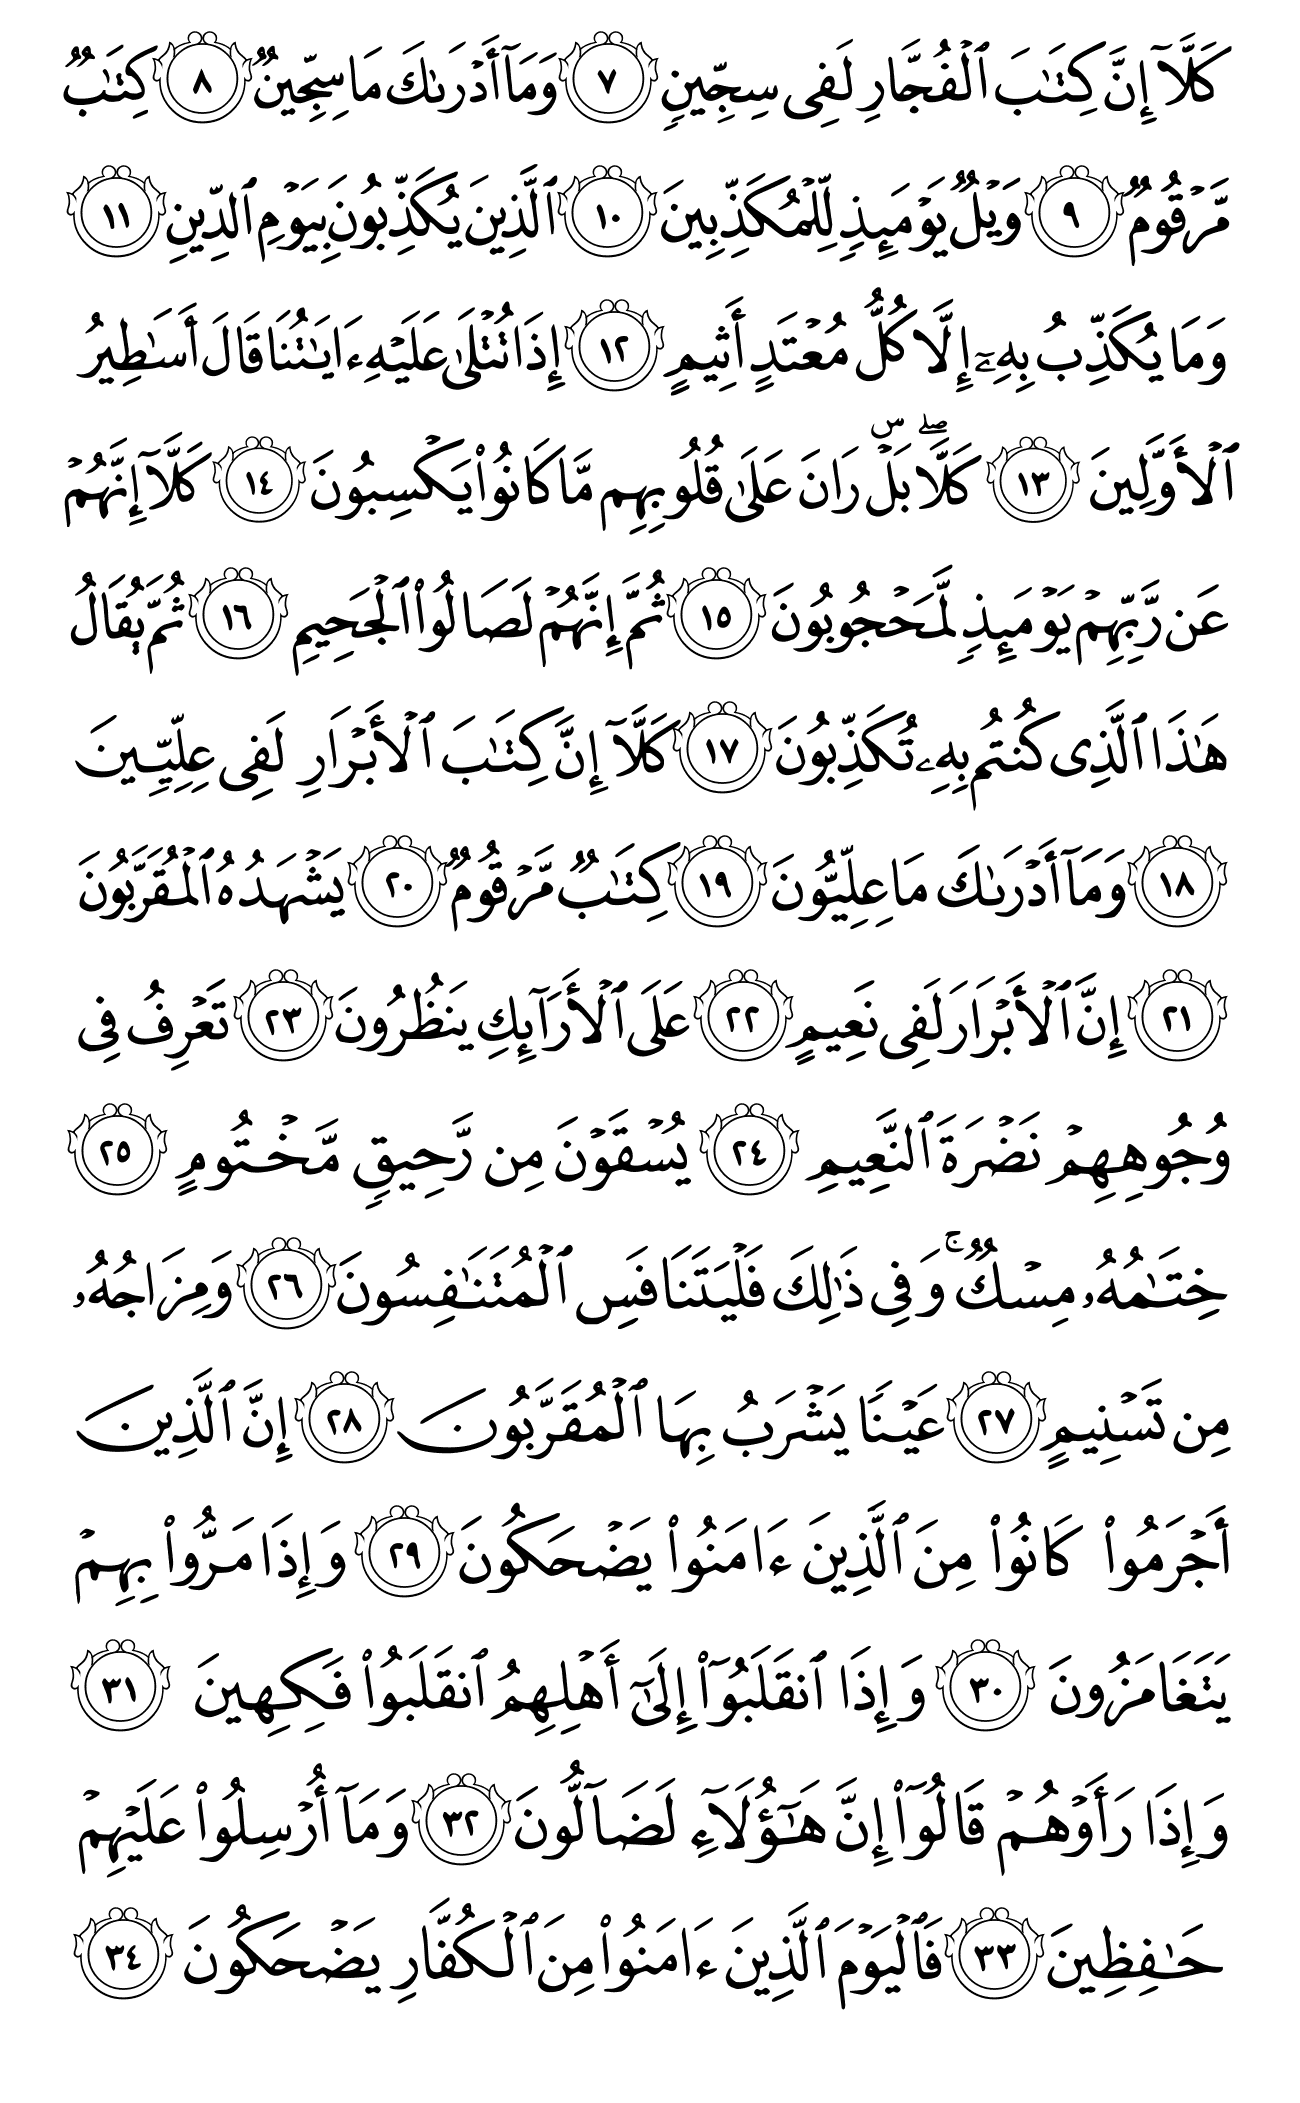 كَلَّآ إِنَّ كِتَٰبَ ٱلْفُجَّارِ لَفِى سِجِّينٍ ٧ وَمَآ أَدْرَىٰكَ مَا سِجِّينٌ ٨ كِتَٰبٌ
مَّرْقُومٌ ٩ وَيْلٌ يَوْمَئِذٍ لِّلْمُكَذِّبِينَ ١٠ ٱلَّذِينَ يُكَذِّبُونَ بِيَوْمِ ٱلدِّينِ ١١
وَمَا يُكَذِّبُ بِهِۦٓ إِلَّا كُلُّ مُعْتَدٍ أَثِيمٍ ١٢ إِذَا تُتْلَىٰ عَلَيْهِ ءَايَٰتُنَا قَالَ أَسَٰطِيرُ
ٱلْأَوَّلِينَ ١٣ كَلَّا ۖ بَلْ ۜ رَانَ عَلَىٰ قُلُوبِهِم مَّا كَانُوا۟ يَكْسِبُونَ ١٤ كَلَّآ إِنَّهُمْ
عَن رَّبِّهِمْ يَوْمَئِذٍ لَّمَحْجُوبُونَ ١٥ ثُمَّ إِنَّهُمْ لَصَالُوا۟ ٱلْجَحِيمِ ١٦ ثُمَّ يُقَالُ
هَٰذَا ٱلَّذِى كُنتُم بِهِۦ تُكَذِّبُونَ ١٧ كَلَّآ إِنَّ كِتَٰبَ ٱلْأَبْرَارِ لَفِى عِلِّيِّينَ
١٨ وَمَآ أَدْرَىٰكَ مَا عِلِّيُّونَ ١٩ كِتَٰبٌ مَّرْقُومٌ ٢٠ يَشْهَدُهُ ٱلْمُقَرَّبُونَ
٢١ إِنَّ ٱلْأَبْرَارَ لَفِى نَعِيمٍ ٢٢ عَلَى ٱلْأَرَآئِكِ يَنظُرُونَ ٢٣ تَعْرِفُ فِى
وُجُوهِهِمْ نَضْرَةَ ٱلنَّعِيمِ ٢٤ يُسْقَوْنَ مِن رَّحِيقٍ مَّخْتُومٍ ٢٥
خِتَٰمُهُۥ مِسْكٌ ۚ وَفِى ذَٰلِكَ فَلْيَتَنَافَسِ ٱلْمُتَنَٰفِسُونَ ٢٦ وَمِزَاجُهُۥ
مِن تَسْنِيمٍ ٢٧ عَيْنًا يَشْرَبُ بِهَا ٱلْمُقَرَّبُونَ ٢٨ إِنَّ ٱلَّذِينَ
أَجْرَمُوا۟ كَانُوا۟ مِنَ ٱلَّذِينَ ءَامَنُوا۟ يَضْحَكُونَ ٢٩ وَإِذَا مَرُّوا۟ بِهِمْ
يَتَغَامَزُونَ ٣٠ وَإِذَا ٱنقَلَبُوٓا۟ إِلَىٰٓ أَهْلِهِمُ ٱنقَلَبُوا۟ فَكِهِينَ ٣١
وَإِذَا رَأَوْهُمْ قَالُوٓا۟ إِنَّ هَٰٓؤُلَآءِ لَضَآلُّونَ ٣٢ وَمَآ أُرْسِلُوا۟ عَلَيْهِمْ
حَٰفِظِينَ ٣٣ فَٱلْيَوْمَ ٱلَّذِينَ ءَامَنُوا۟ مِنَ ٱلْكُفَّارِ يَضْحَكُونَ ٣٤